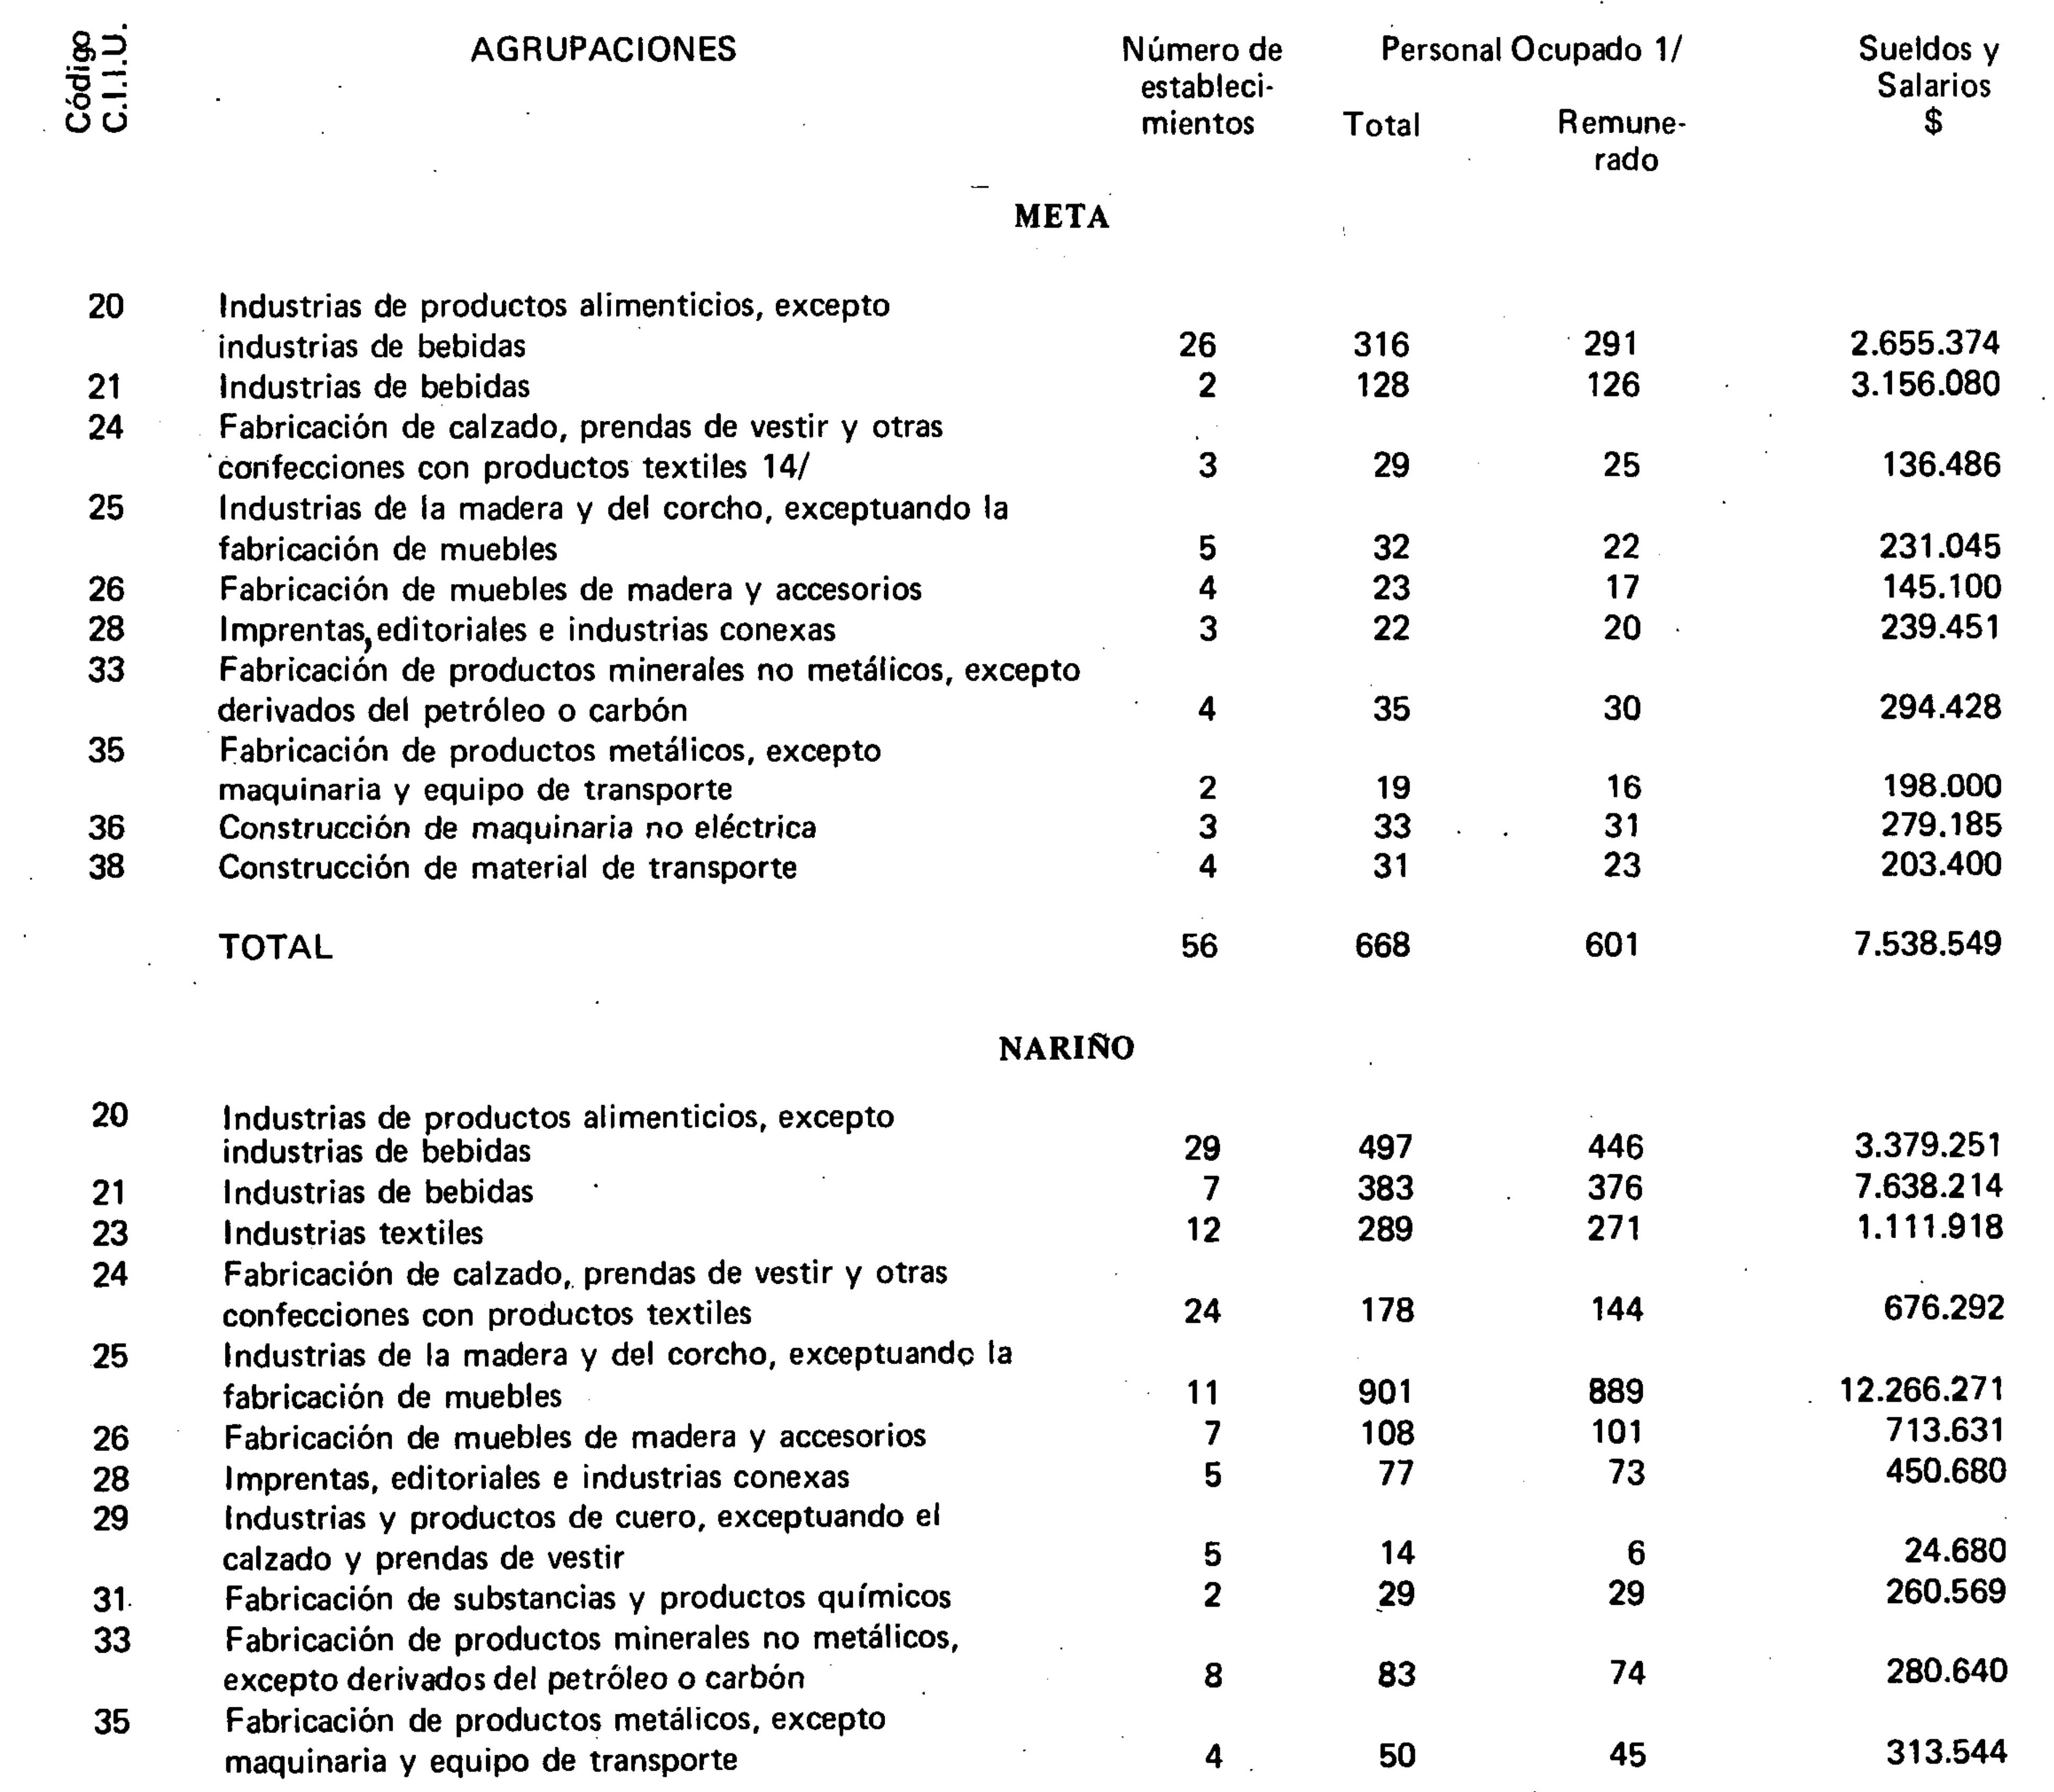 Código C.I.I.U. AGRUPACIONES Número de Personal Ocupado 1/ Sueldos y
estableci- Salarios
mientos Total Remune- $
rado
META
20 Industrias de productos alimenticios, excepto
industrias de bebidas 26 316 291 2.655.374
21 Industrias de bebidas 2 128 126 3.156.080
24 Fabricación de calzado, prendas de vestir y otras
confecciones con productos textiles 14/ 3 29 25 136.486
25 Industrias de la madera y del corcho, exceptuando la
fabricación de muebles 5 32 22 231.045
26 Fabricación de muebles de madera y accesorios 4 23 17 145.100
28 Imprentas, editoriales e industrias conexas 3 22 20 239.451
33 Fabricación de productos minerales no metálicos, excepto
derivados del petróleo o carbón 4 35 30 294.428
35 Fabricación de productos metálicos, excepto
maquinaria y equipo de transporte 2 19 16 198.000
36 Construcción de maquinaria no eléctrica 3 33 31 279.185
38 Construcción de material de transporte 4 31 23 203.400
TOTAL 56 668 601 7.538.549
NARIÑO
20 Industrias de productos alimenticios, excepto
industrias de bebidas 29 497 446 3.379.251
21 Industrias de bebidas 7 383 376 7.638.214
23 Industrias textiles 12 289 271 1.111.918
24 Fabricación de calzado, prendas de vestir y otras
confecciones con productos textiles 24 178 144 676.292
25 Industrias de la madera y del corcho, exceptuando la
fabricación de muebles 11 901 889 12.266.271
26 Fabricación de muebles de madera y accesorios 7 108 101 713.631
28 Imprentas, editoriales e industrias conexas 5 77 73 450.680
29 Industrias y productos de cuero, exceptuando el
calzado y prendas de vestir 5 14 6 24.680
31 Fabricación de substancias y productos químicos 2 29 29 260.569
33 Fabricación de productos minerales no metálicos,
excepto derivados del petróleo o carbón 8 83 74 280.640
35 Fabricación de productos metálicos, excepto
maquinaria y equipo de transporte 4 50 45 313.544